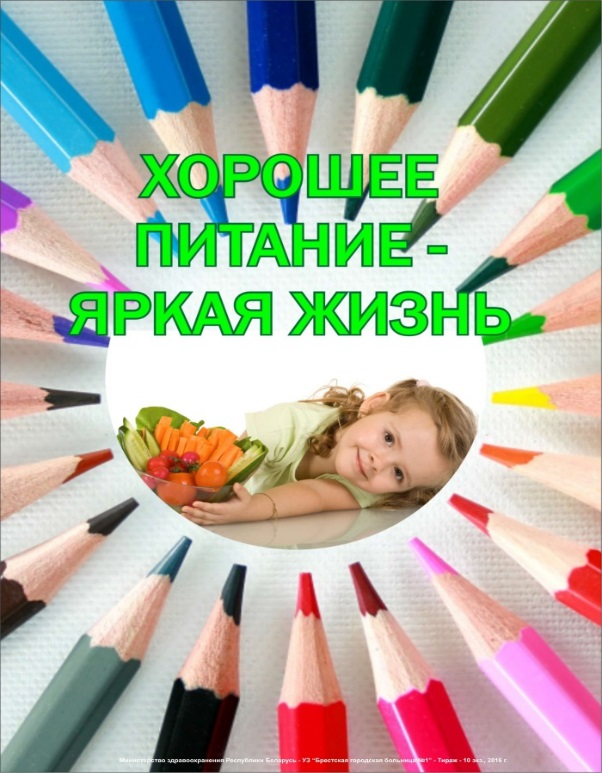 ХОРОШЕЕ
ПИТАНИЕ -
ЯРКАЯ ЖИЗНЬ
Министерство здравоохранения Республики Беларусь - УЗ "Брестская городская больница №1" - Тираж - 10 экз., 2016 г.